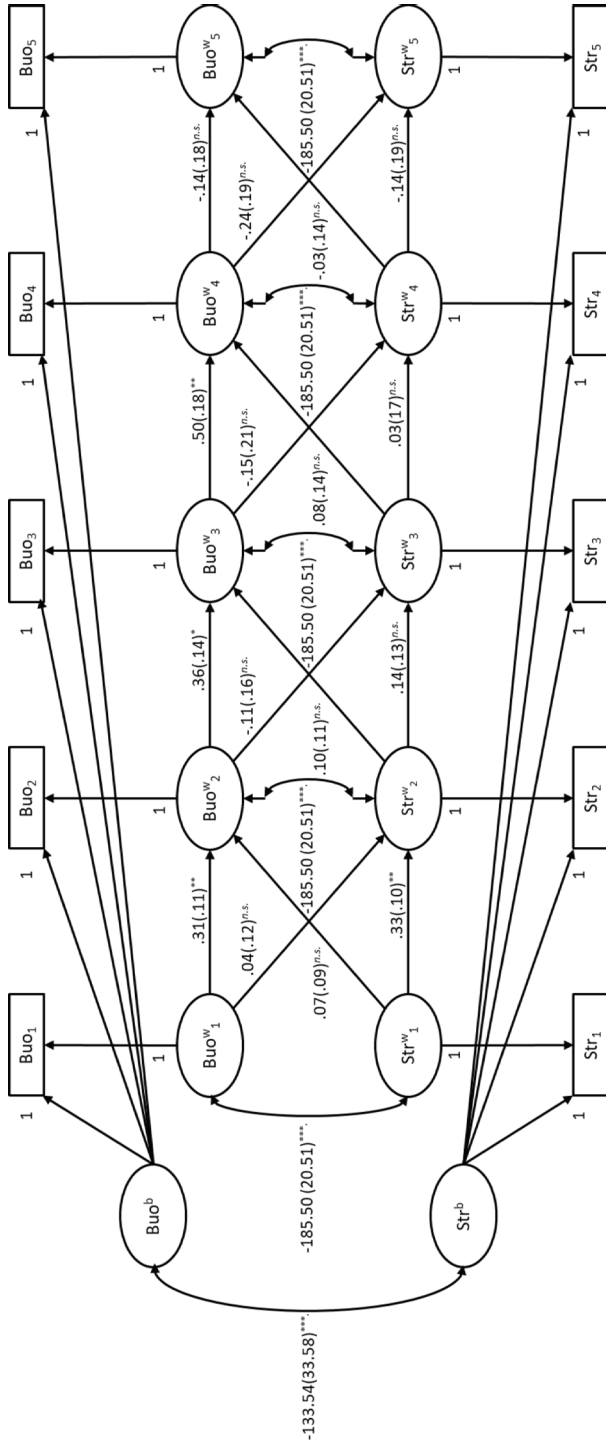 Buo₁
Buo₂
Buo₃
Buo₄
Buo₅
1
1
1
1
1
1
1
1
1
1
Buoᵇ
Buoʷ₁
.31(.11)**
Buoʷ₂
.36(.14)*
Buoʷ₃
.50(.18)**
Buoʷ₄
-.14(.18)ⁿ·ˢ·
Buoʷ₅
.04(.12)ⁿ·ˢ·
-.11(.16)ⁿ·ˢ·
-.15(.21)ⁿ·ˢ·
-.24(.19)ⁿ·ˢ·
-133.54(33.58)***.
-185.50 (20.51)***.
-185.50 (20.51)***.
-185.50 (20.51)***.
-185.50 (20.51)***.
-185.50 (20.51)***.
.07(.09)ⁿ·ˢ·
.10(.11)ⁿ·ˢ·
.08(.14)ⁿ·ˢ·
-.03(.14)ⁿ·ˢ·
Strᵇ
Strʷ₁
.33(.10)**
Strʷ₂
.14(.13)ⁿ·ˢ·
Strʷ₃
.03(17)ⁿ·ˢ·
Strʷ₄
-.14(.19)ⁿ·ˢ·
Strʷ₅
1
1
1
1
1
1
1
1
1
1
Str₁
Str₂
Str₃
Str₄
Str₅